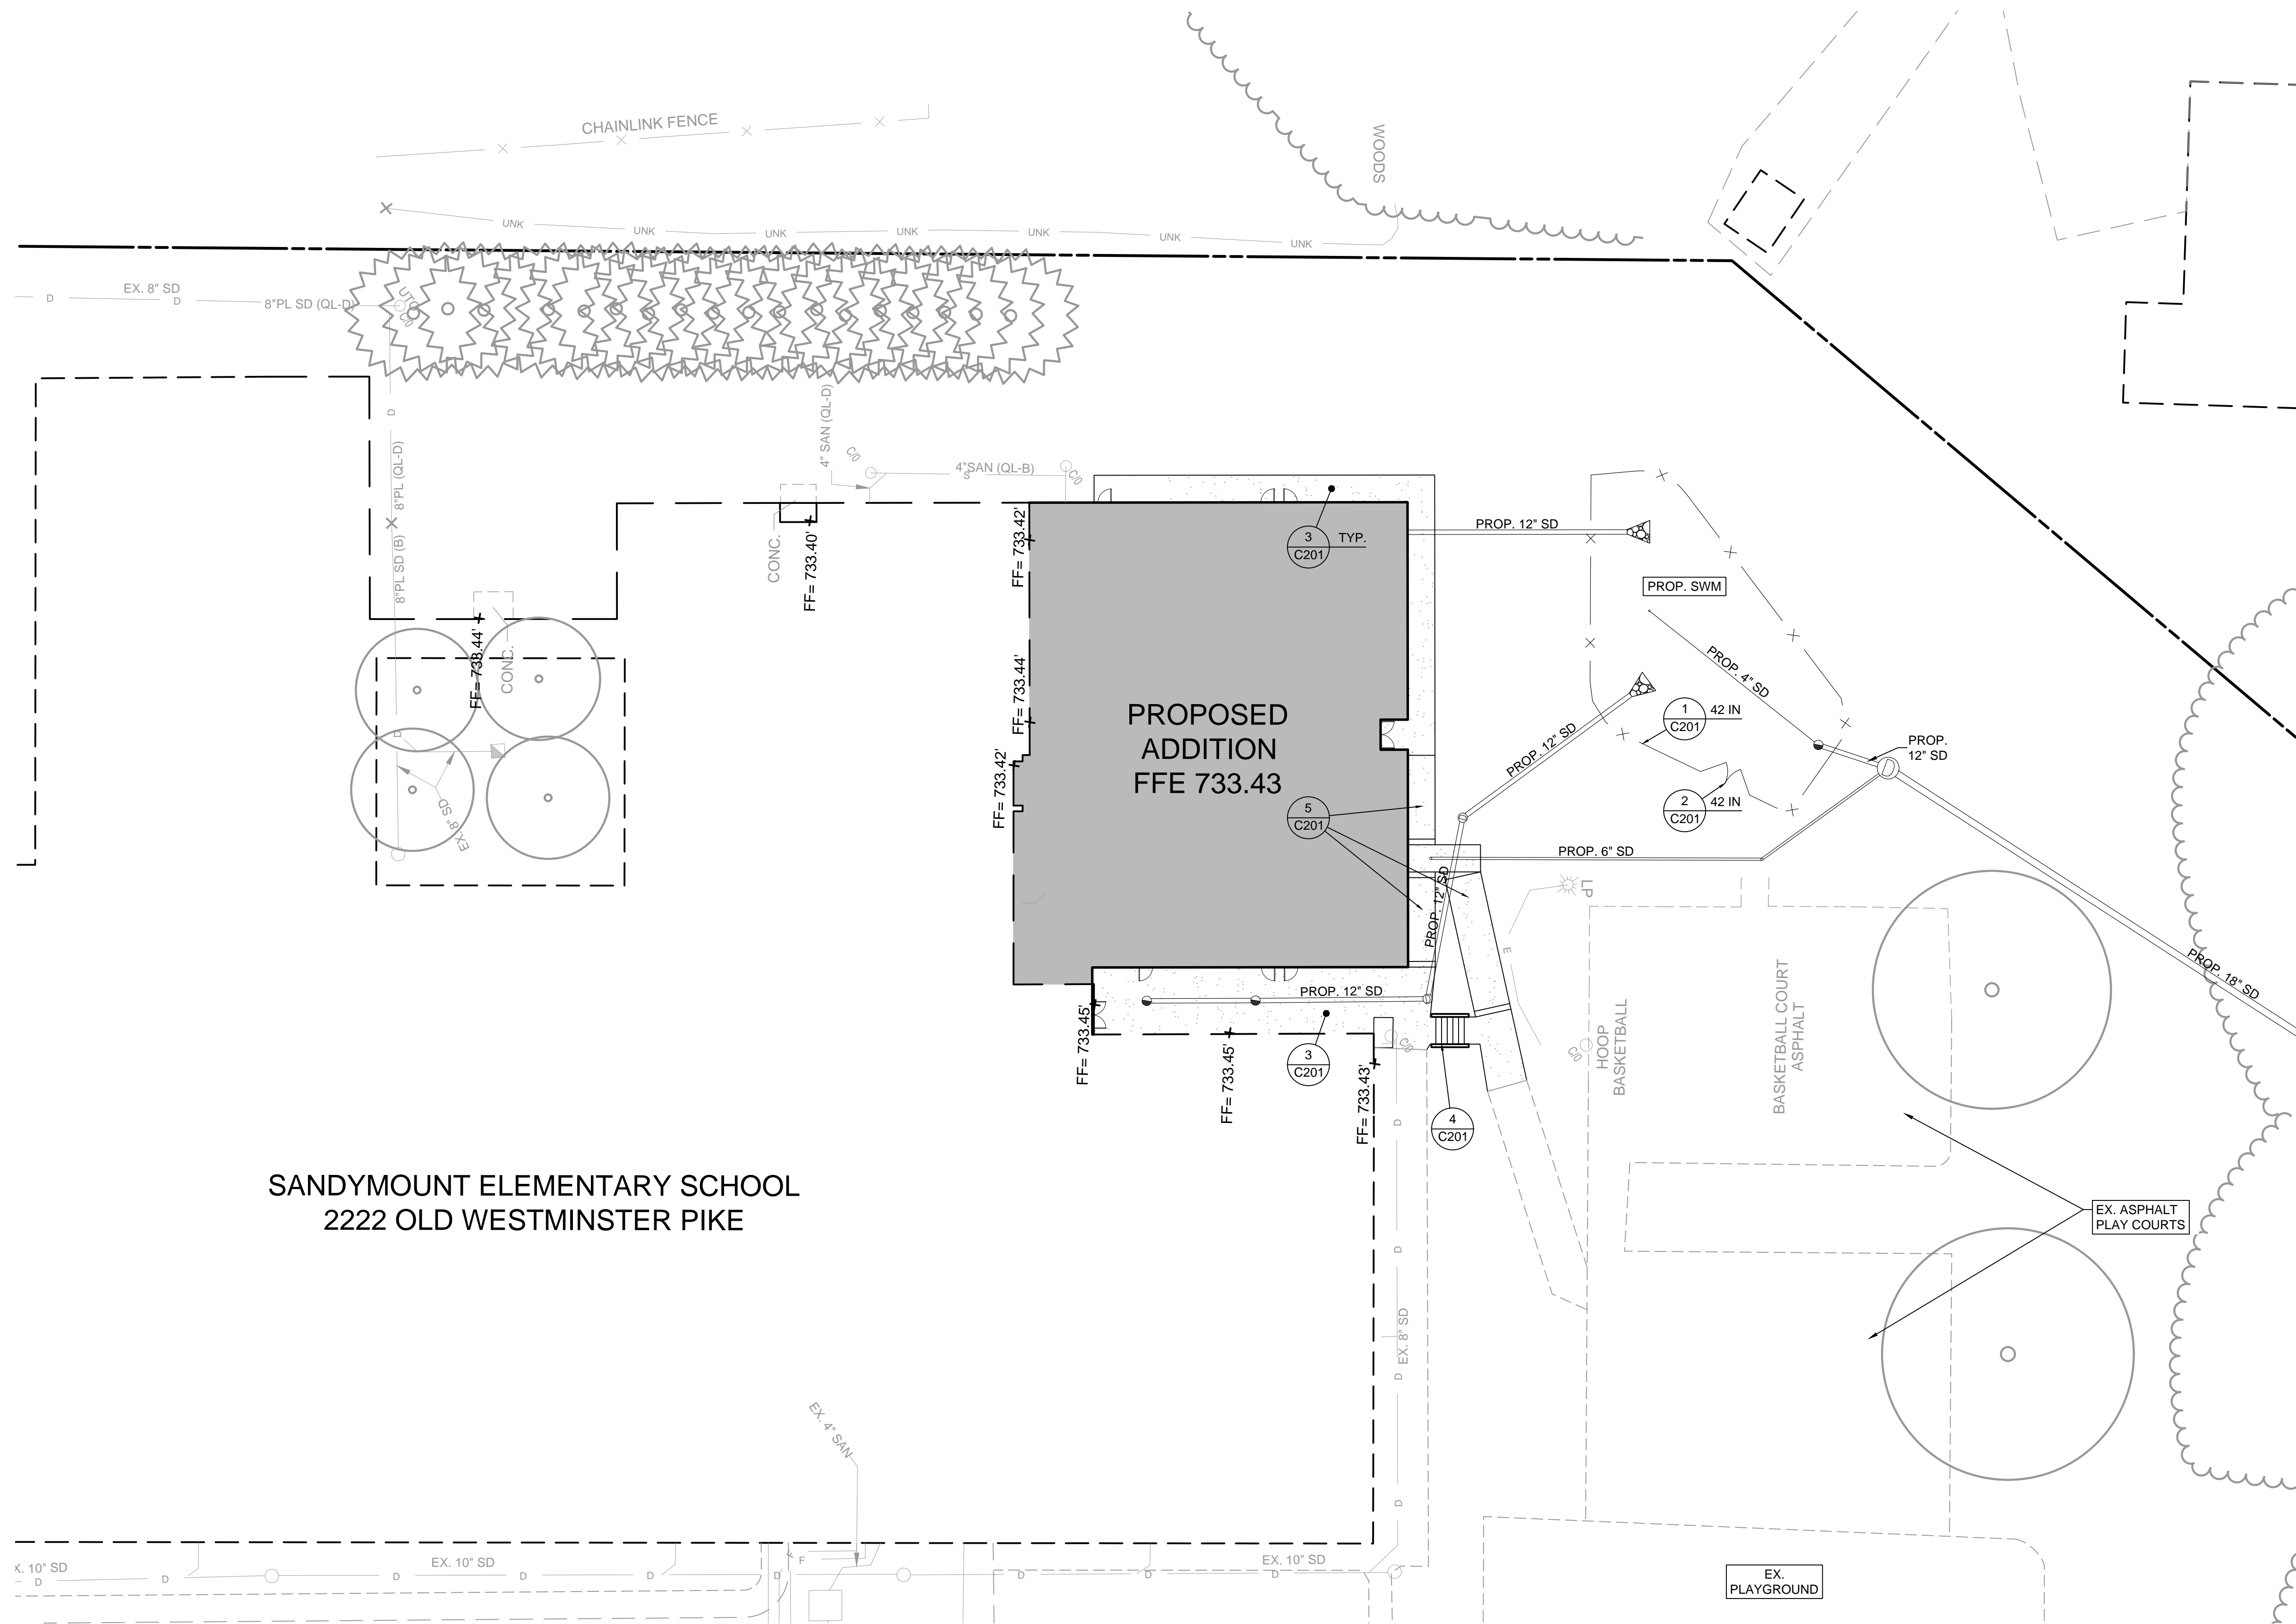 CHAINLINK FENCE
WOODS
UNK
UNK
UNK
UNK
UNK
UNK
UNK
D
EX. 8" SD
D
8"PL SD (QL-D)
UTO
C/0
D
8"PL (QL-D)
8"PL SD (B)
4" SAN (QL-D)
C/0
4"SAN (QL-B)
S
C/0
CONC.
FF= 733.40'
FF= 733.42'
3
C201
TYP.
PROP. 12" SD
PROP. SWM
FF= 733.44'
CONC.
D
EX. 8" SD
FF= 733.44'
FF= 733.42'
PROPOSED
ADDITION
FFE 733.43
PROP. 4" SD
1
C201
42 IN
PROP. 12" SD
PROP.
12" SD
2
C201
42 IN
5
C201
PROP. 6" SD
PROP. 12" SD
LP
E
PROP. 12" SD
PROP. 18" SD
3
C201
FF= 733.45'
FF= 733.45'
FF= 733.43'
C/0
C/0
4
C201
HOOP
BASKETBALL
BASKETBALL COURT
ASPHALT
D
D
EX. 8" SD
D
D
EX. ASPHALT
PLAY COURTS
SANDYMOUNT ELEMENTARY SCHOOL
2222 OLD WESTMINSTER PIKE
EX. 4" SAN
X. 10" SD
D
D
EX. 10" SD
D
D
D
D
F
F
EX. 10" SD
D
D
D
EX.
PLAYGROUND